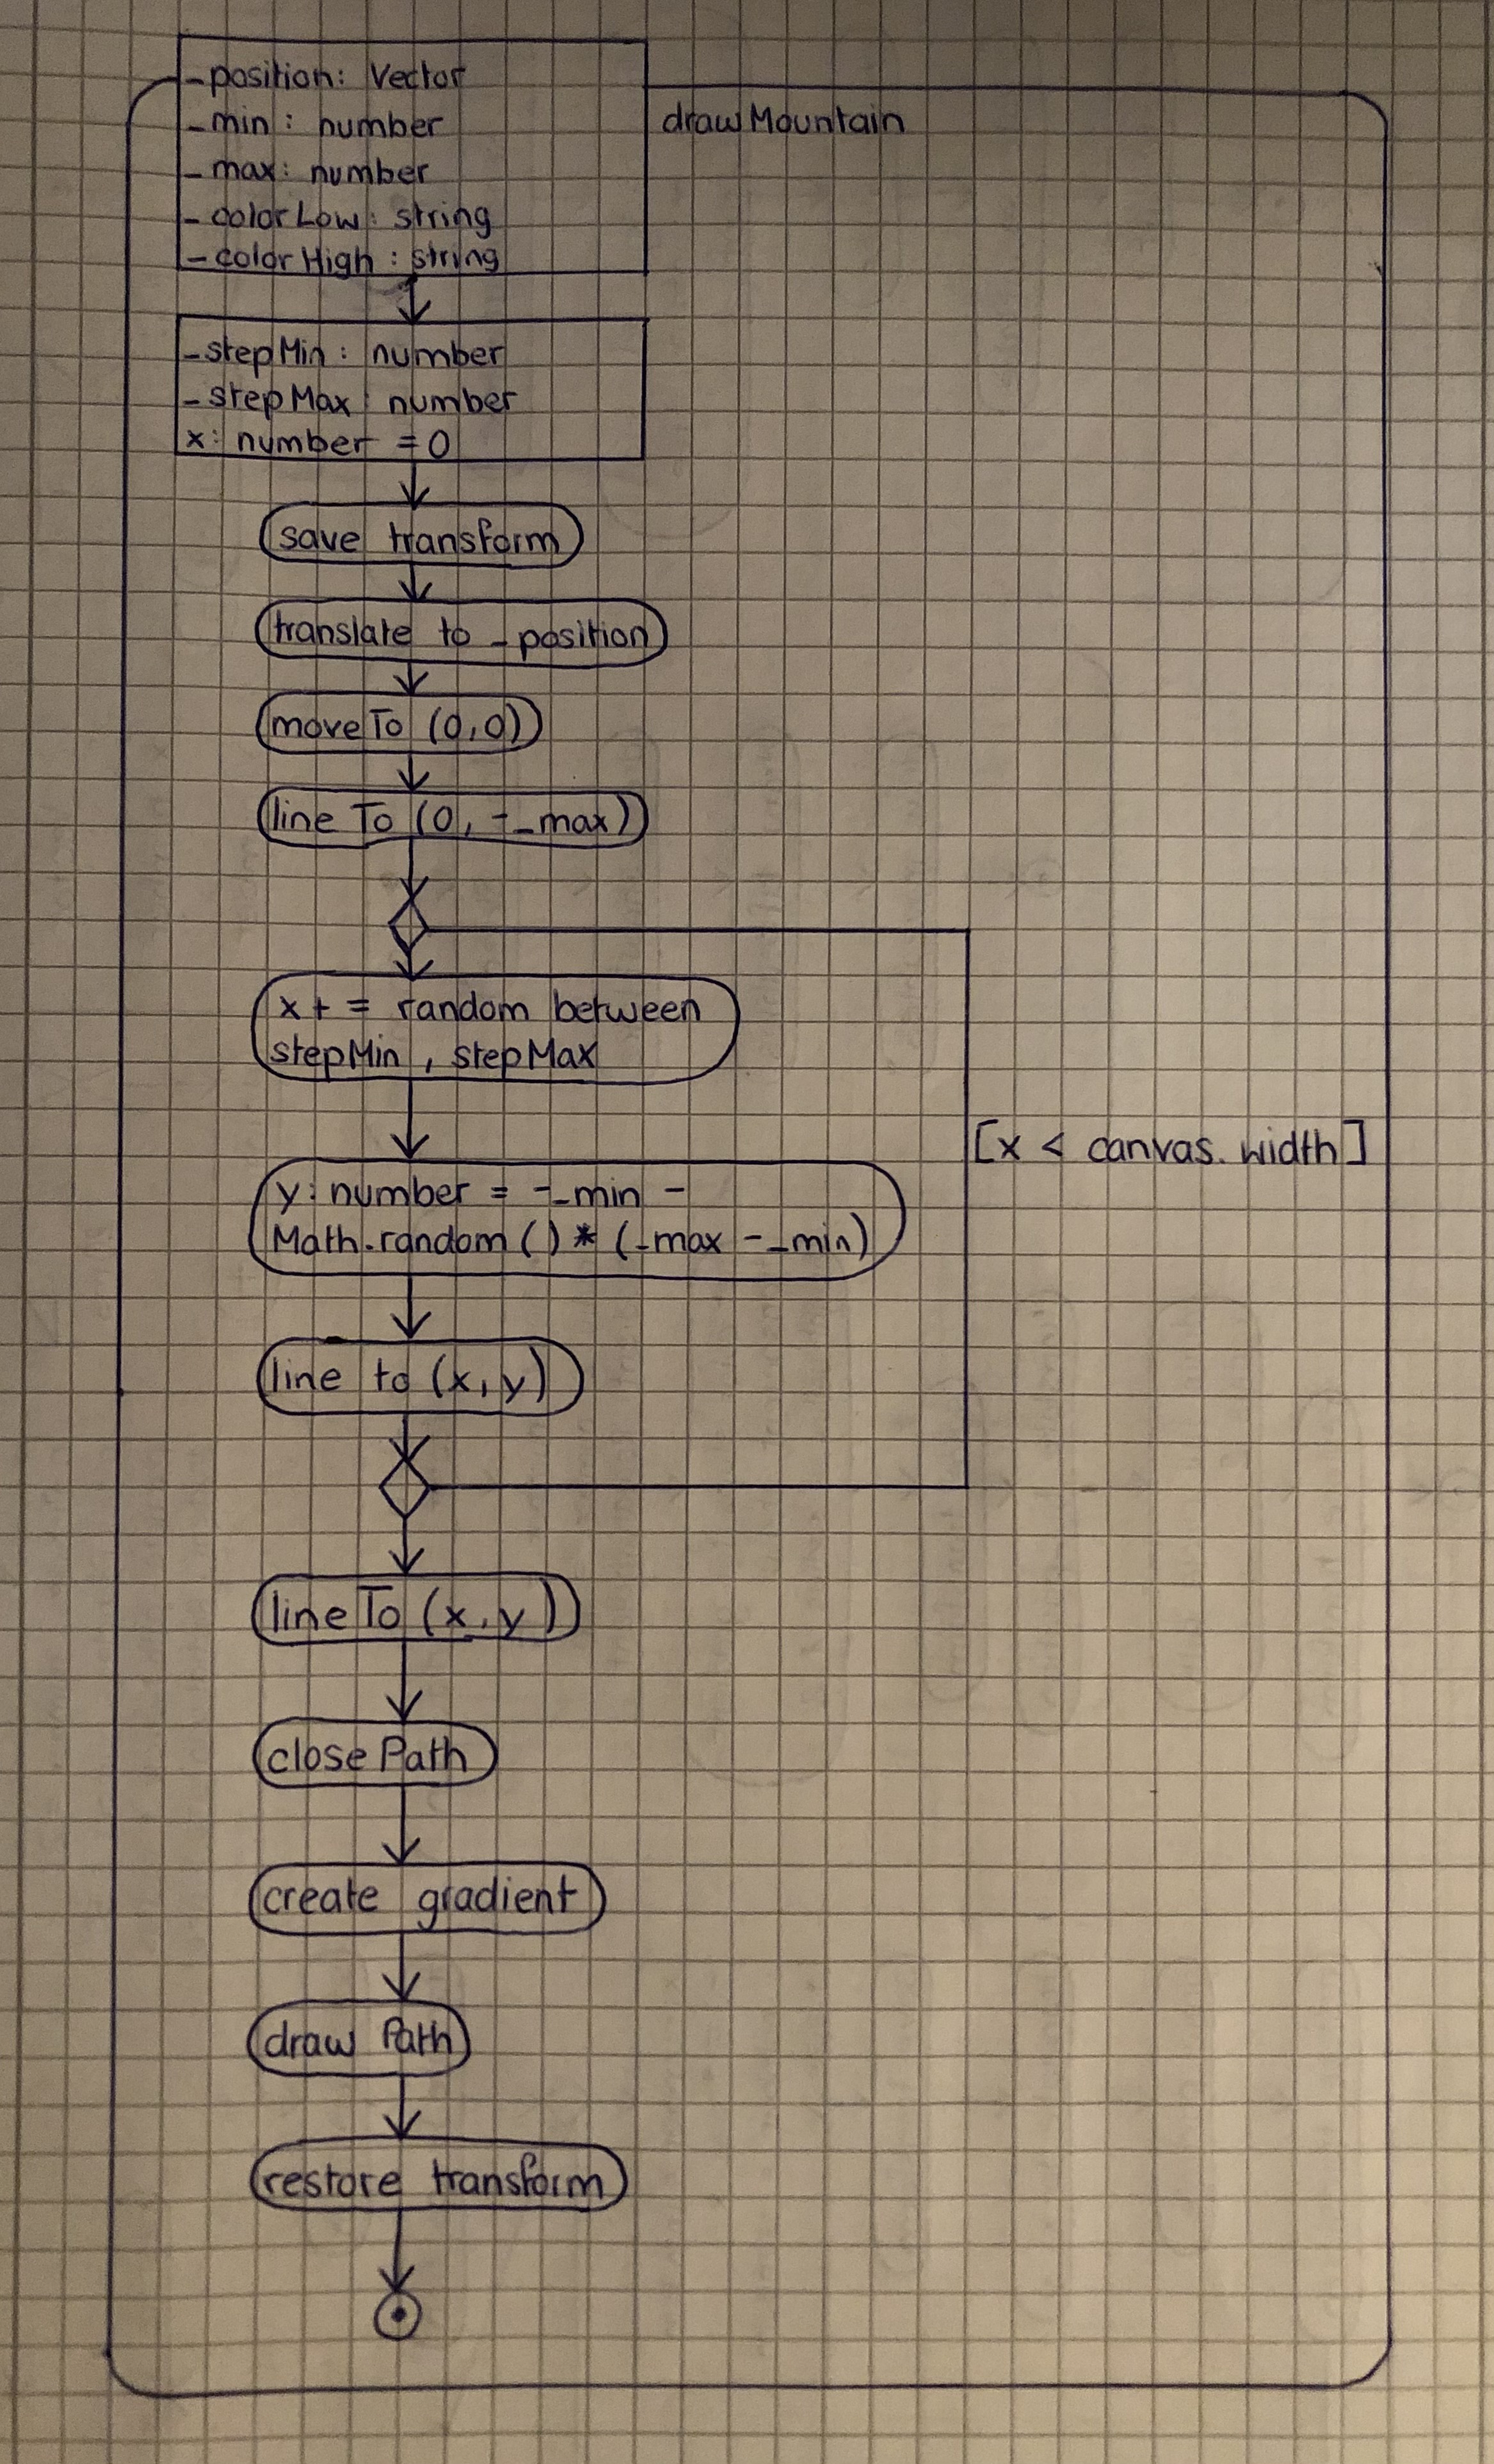 _position: Vector
_min: number
_max: number
_colorLow: string
_colorHigh: string
drawMountain
_stepMin: number
_stepMax: number
x: number = 0
save transform
translate to _position
moveTo (0,0)
lineTo (0, -_max)
x += random between
stepMin, stepMax
[x < canvas.width]
y: number = -_min -
Math.random() * (_max - _min)
line to (x,y)
lineTo (x,y)
closePath
create gradient
draw Path
restore transform